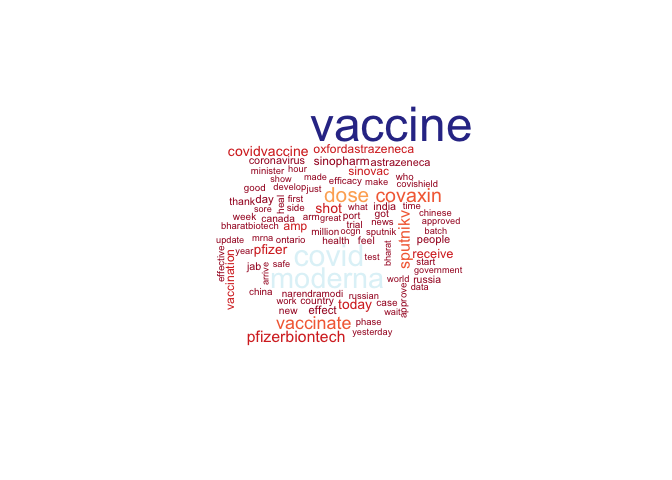 vaccine
covidvaccine oxfordastrazeneca
coronavirus sinopharm astrazeneca
minister hour sinovac
show made efficacy make who
good develop just covishield
thank day heal first dose covaxin
sore side shot what india time
week canada arm great port got chinese
bharatbiotech amp trial news approved
million ocgn sputnik batch
update mrna ontario health feel people
effective year pfizer covid test bharat sputnikv receive
jab arrive safe start
moderna world russia government
vaccination china narendramodi russian approve data
work country today case
new effect wait
vaccinate phase
pfizerbiontech yesterday